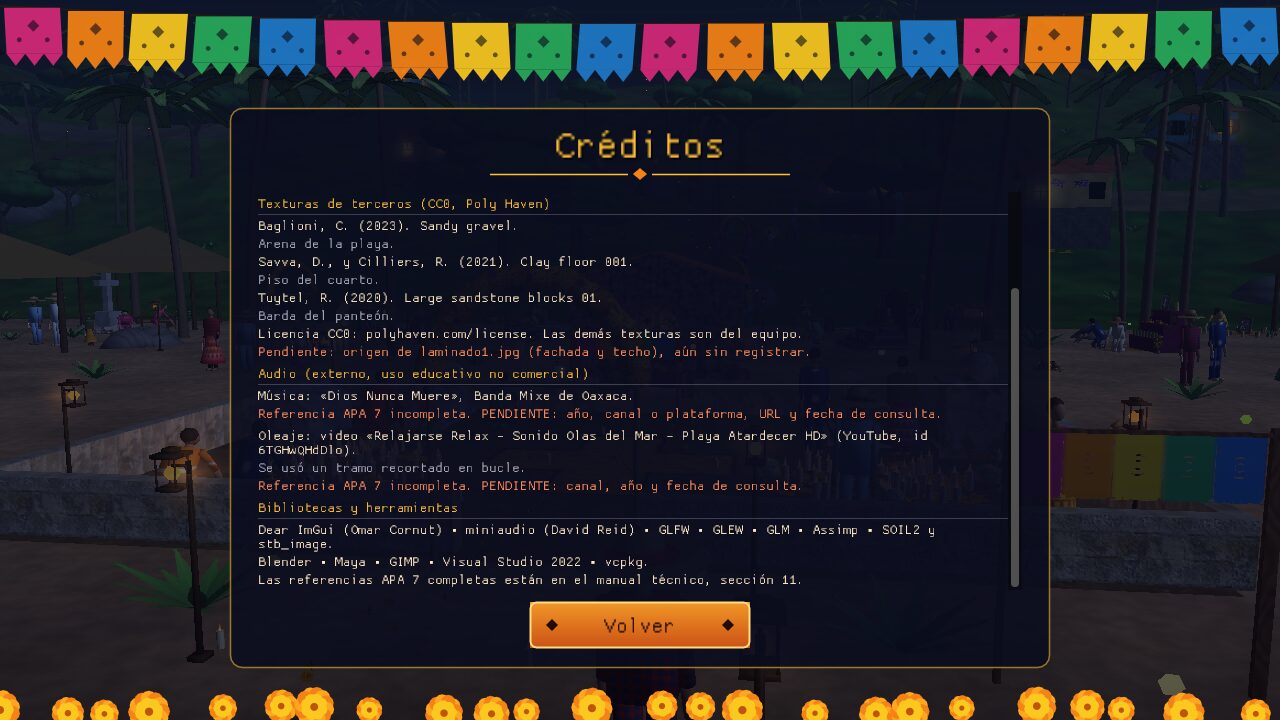 Créditos
Texturas de terceros (CC0, Poly Haven)
Baglioni, C. (2023). Sandy gravel.
Arena de la playa.
Savva, D., y Cilliers, R. (2021). Clay floor 001.
Piso del cuarto.
Tuytel, R. (2020). Large sandstone blocks 01.
Barda del panteón.
Licencia CC0: polyhaven.com/license. Las demás texturas son del equipo.
Pendiente: origen de laminado1.jpg (fachada y techo), aún sin registrar.
Audio (externo, uso educativo no comercial)
Música: «Dios Nunca Muere», Banda Mixe de Oaxaca.
Referencia APA 7 incompleta. PENDIENTE: año, canal o plataforma, URL y fecha de consulta.
Oleaje: video «Relajarse Relax - Sonido Olas del Mar - Playa Atardecer HD» (YouTube, id
6TGHwQHdDlo).
Se usó un tramo recortado en bucle.
Referencia APA 7 incompleta. PENDIENTE: canal, año y fecha de consulta.
Bibliotecas y herramientas
Dear ImGui (Omar Cornut) • miniaudio (David Reid) • GLFW • GLEW • GLM • Assimp • SOIL2 y
stb_image.
Blender • Maya • GIMP • Visual Studio 2022 • vcpkg.
Las referencias APA 7 completas están en el manual técnico, sección 11.
Volver